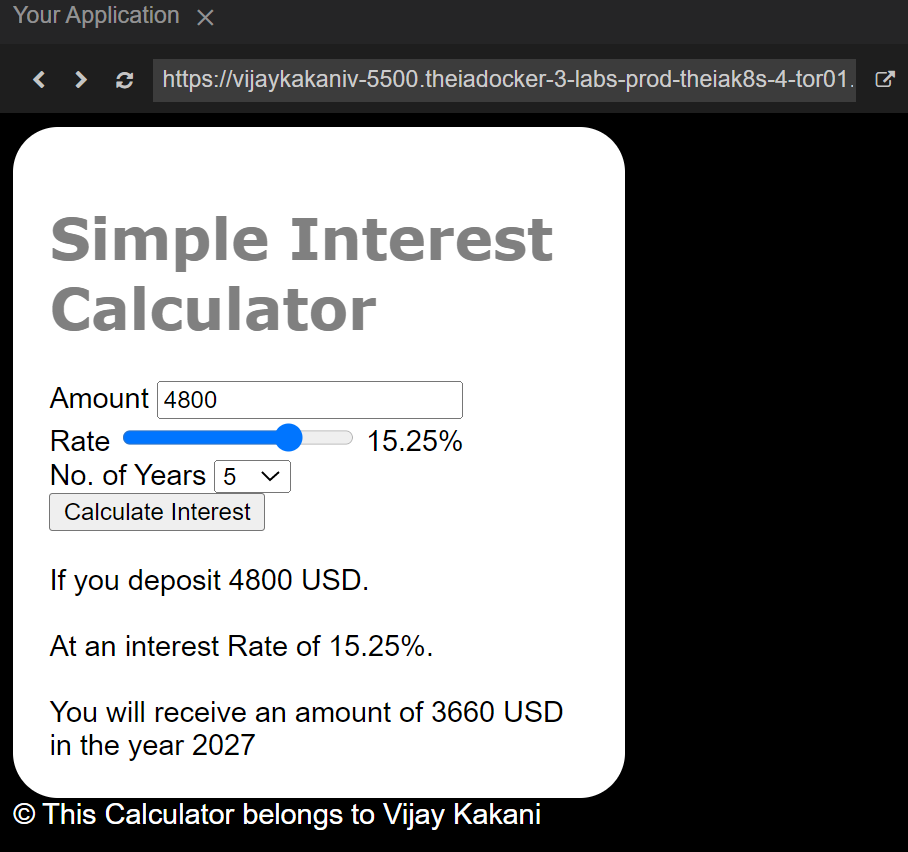 Your Application
https://vijaykakaniv-5500.theiadocker-3-labs-prod-theiak8s-4-tor01.
Simple Interest
Calculator
Amount 4800
Rate 15.25%
No. of Years 5
Calculate Interest
If you deposit 4800 USD.
At an interest Rate of 15.25%.
You will receive an amount of 3660 USD
in the year 2027
© This Calculator belongs to Vijay Kakani